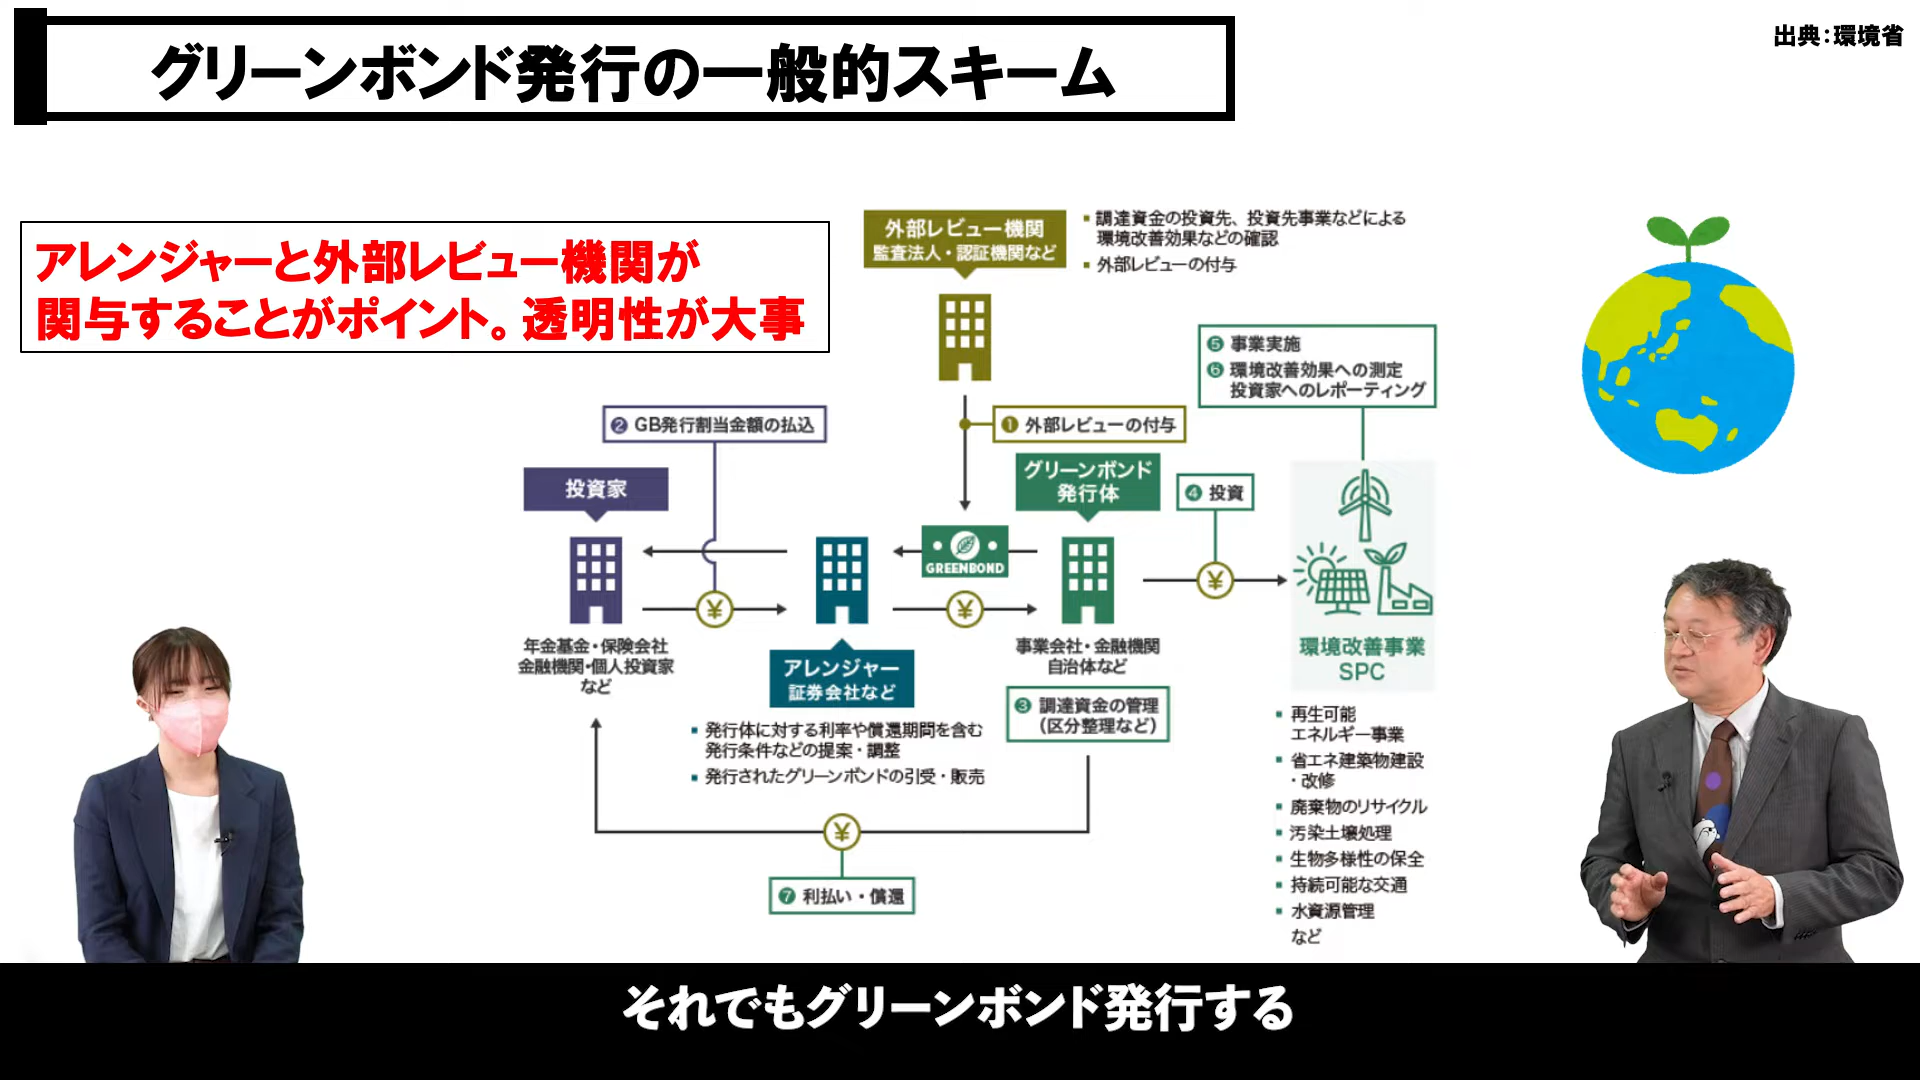 グリーンボンド発行の一般的スキーム
出典：環境省
アレンジャーと外部レビュー機関が
関与することがポイント。透明性が大事
外部レビュー機関
監査法人・認証機関など
▪ 調達資金の投資先、投資先事業などによる
環境改善効果などの確認
▪ 外部レビューの付与
❺ 事業実施
❻ 環境改善効果への測定
投資家へのレポーティング
❷ GB発行割当金額の払込
❶ 外部レビューの付与
投資家
グリーンボンド
発行体
❹ 投資
GREENBOND
¥
¥
¥
年金基金・保険会社
金融機関・個人投資家
など
アレンジャー
証券会社など
事業会社・金融機関
自治体など
環境改善事業
SPC
❸ 調達資金の管理
（区分整理など）
▪ 発行体に対する利率や償還期間を含む
発行条件などの提案・調整
▪ 発行されたグリーンボンドの引受・販売
▪ 再生可能
エネルギー事業
▪ 省エネ建築物建設
・改修
▪ 廃棄物のリサイクル
▪ 汚染土壌処理
▪ 生物多様性の保全
▪ 持続可能な交通
▪ 水資源管理
など
¥
❼ 利払い・償還
それでもグリーンボンド発行する